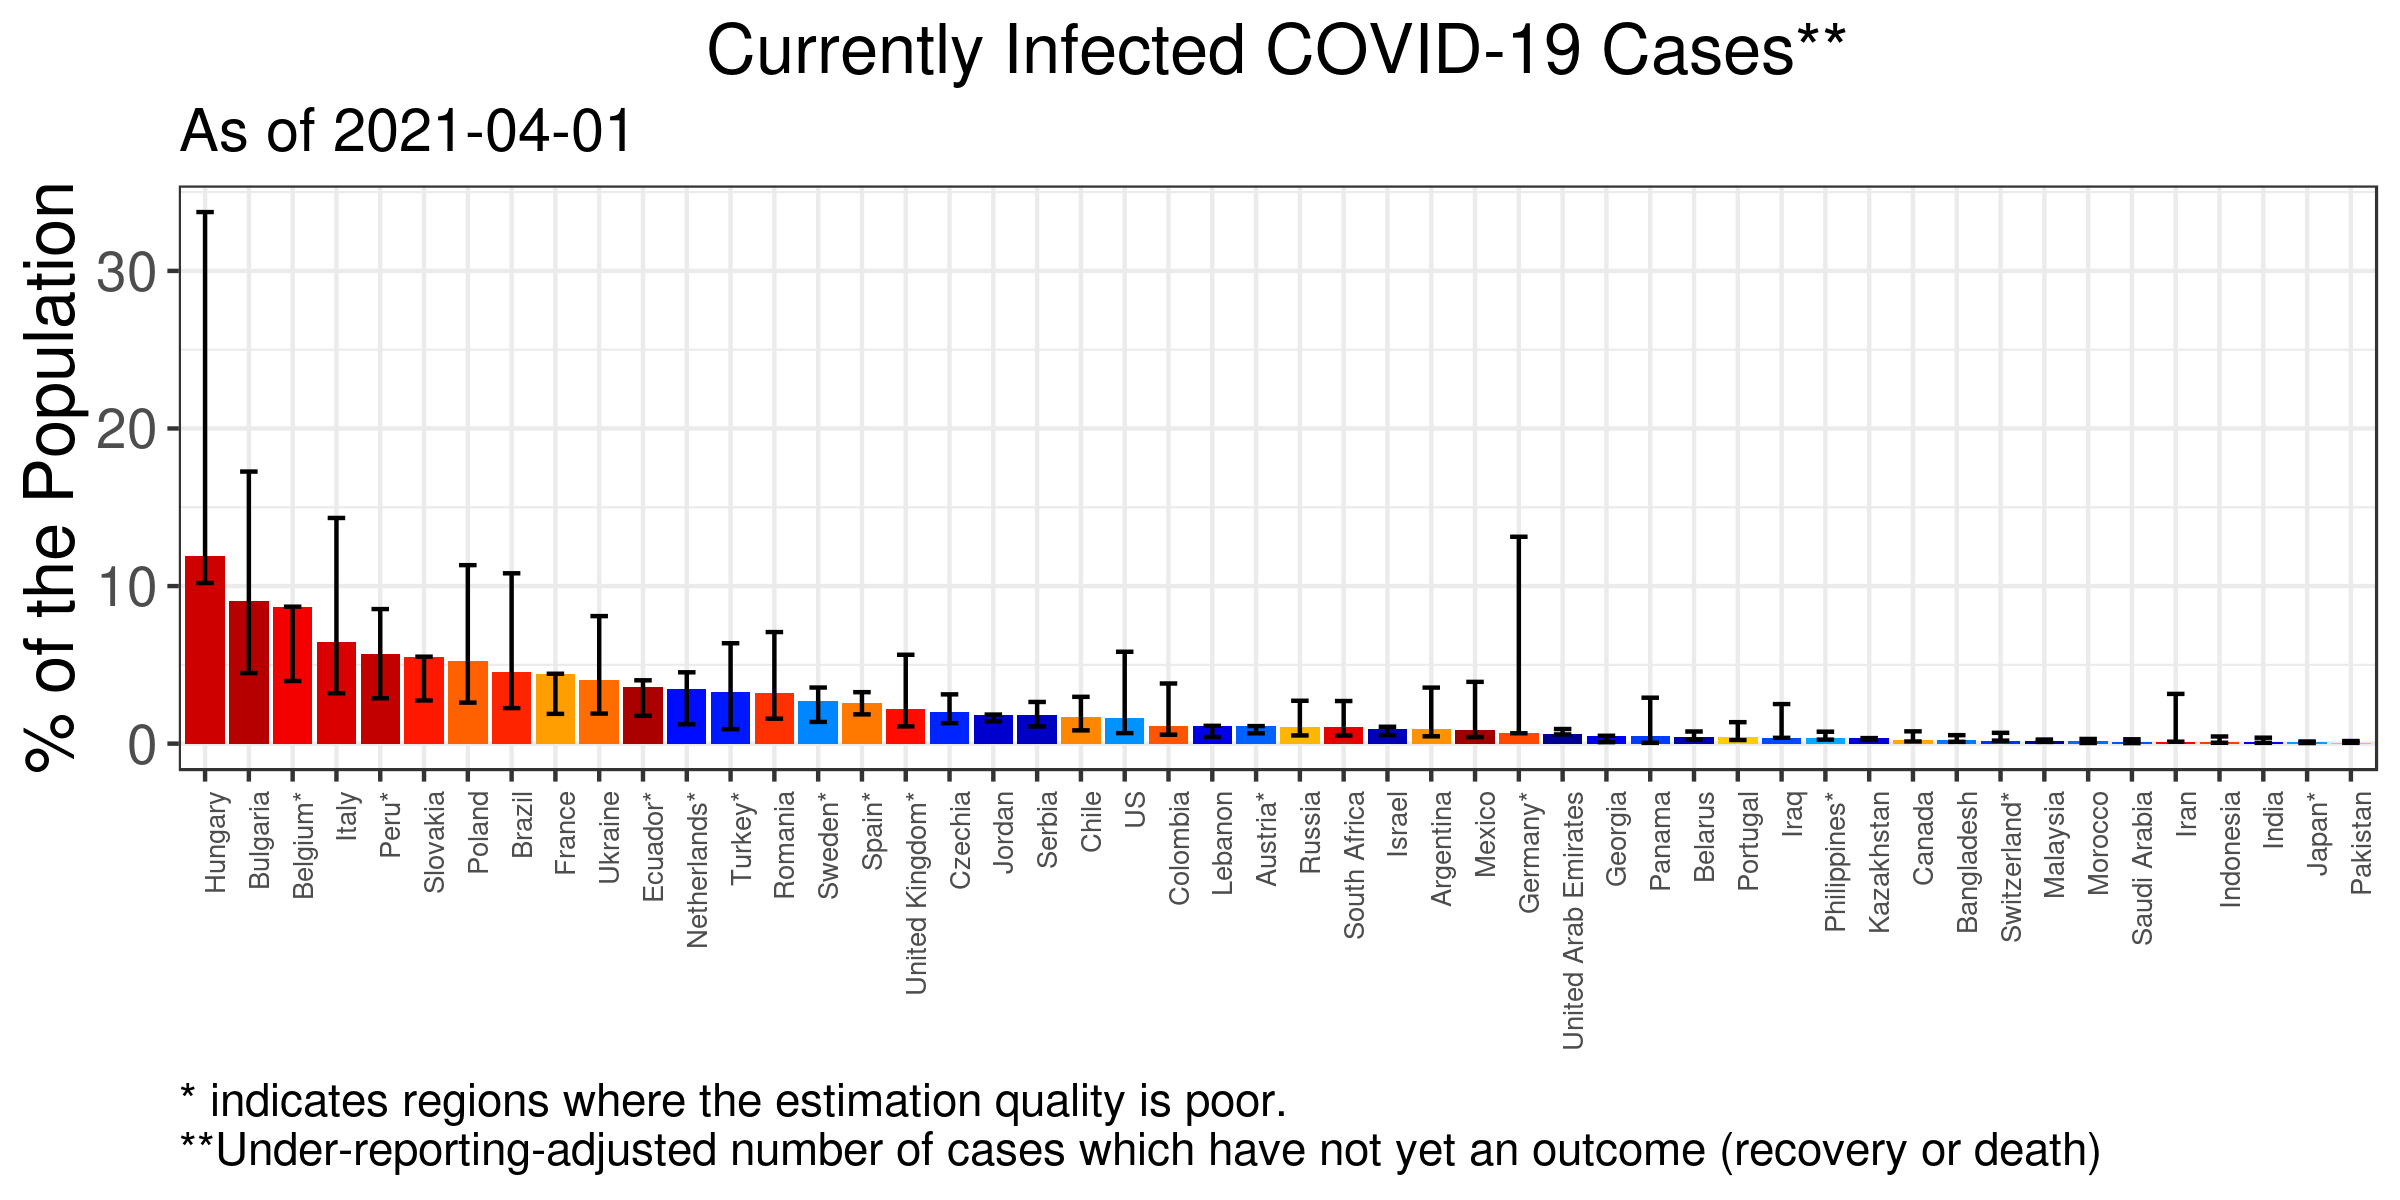 Currently Infected COVID-19 Cases**
As of 2021-04-01
% of the Population
30
20
10
0
Hungary
Bulgaria
Belgium*
Italy
Peru*
Slovakia
Poland
Brazil
France
Ukraine
Ecuador*
Netherlands*
Turkey*
Romania
Sweden*
Spain*
United Kingdom*
Czechia
Jordan
Serbia
Chile
US
Colombia
Lebanon
Austria*
Russia
South Africa
Israel
Argentina
Mexico
Germany*
United Arab Emirates
Georgia
Panama
Belarus
Portugal
Iraq
Philippines*
Kazakhstan
Canada
Bangladesh
Switzerland*
Malaysia
Morocco
Saudi Arabia
Iran
Indonesia
India
Japan*
Pakistan
* indicates regions where the estimation quality is poor.
**Under-reporting-adjusted number of cases which have not yet an outcome (recovery or death)